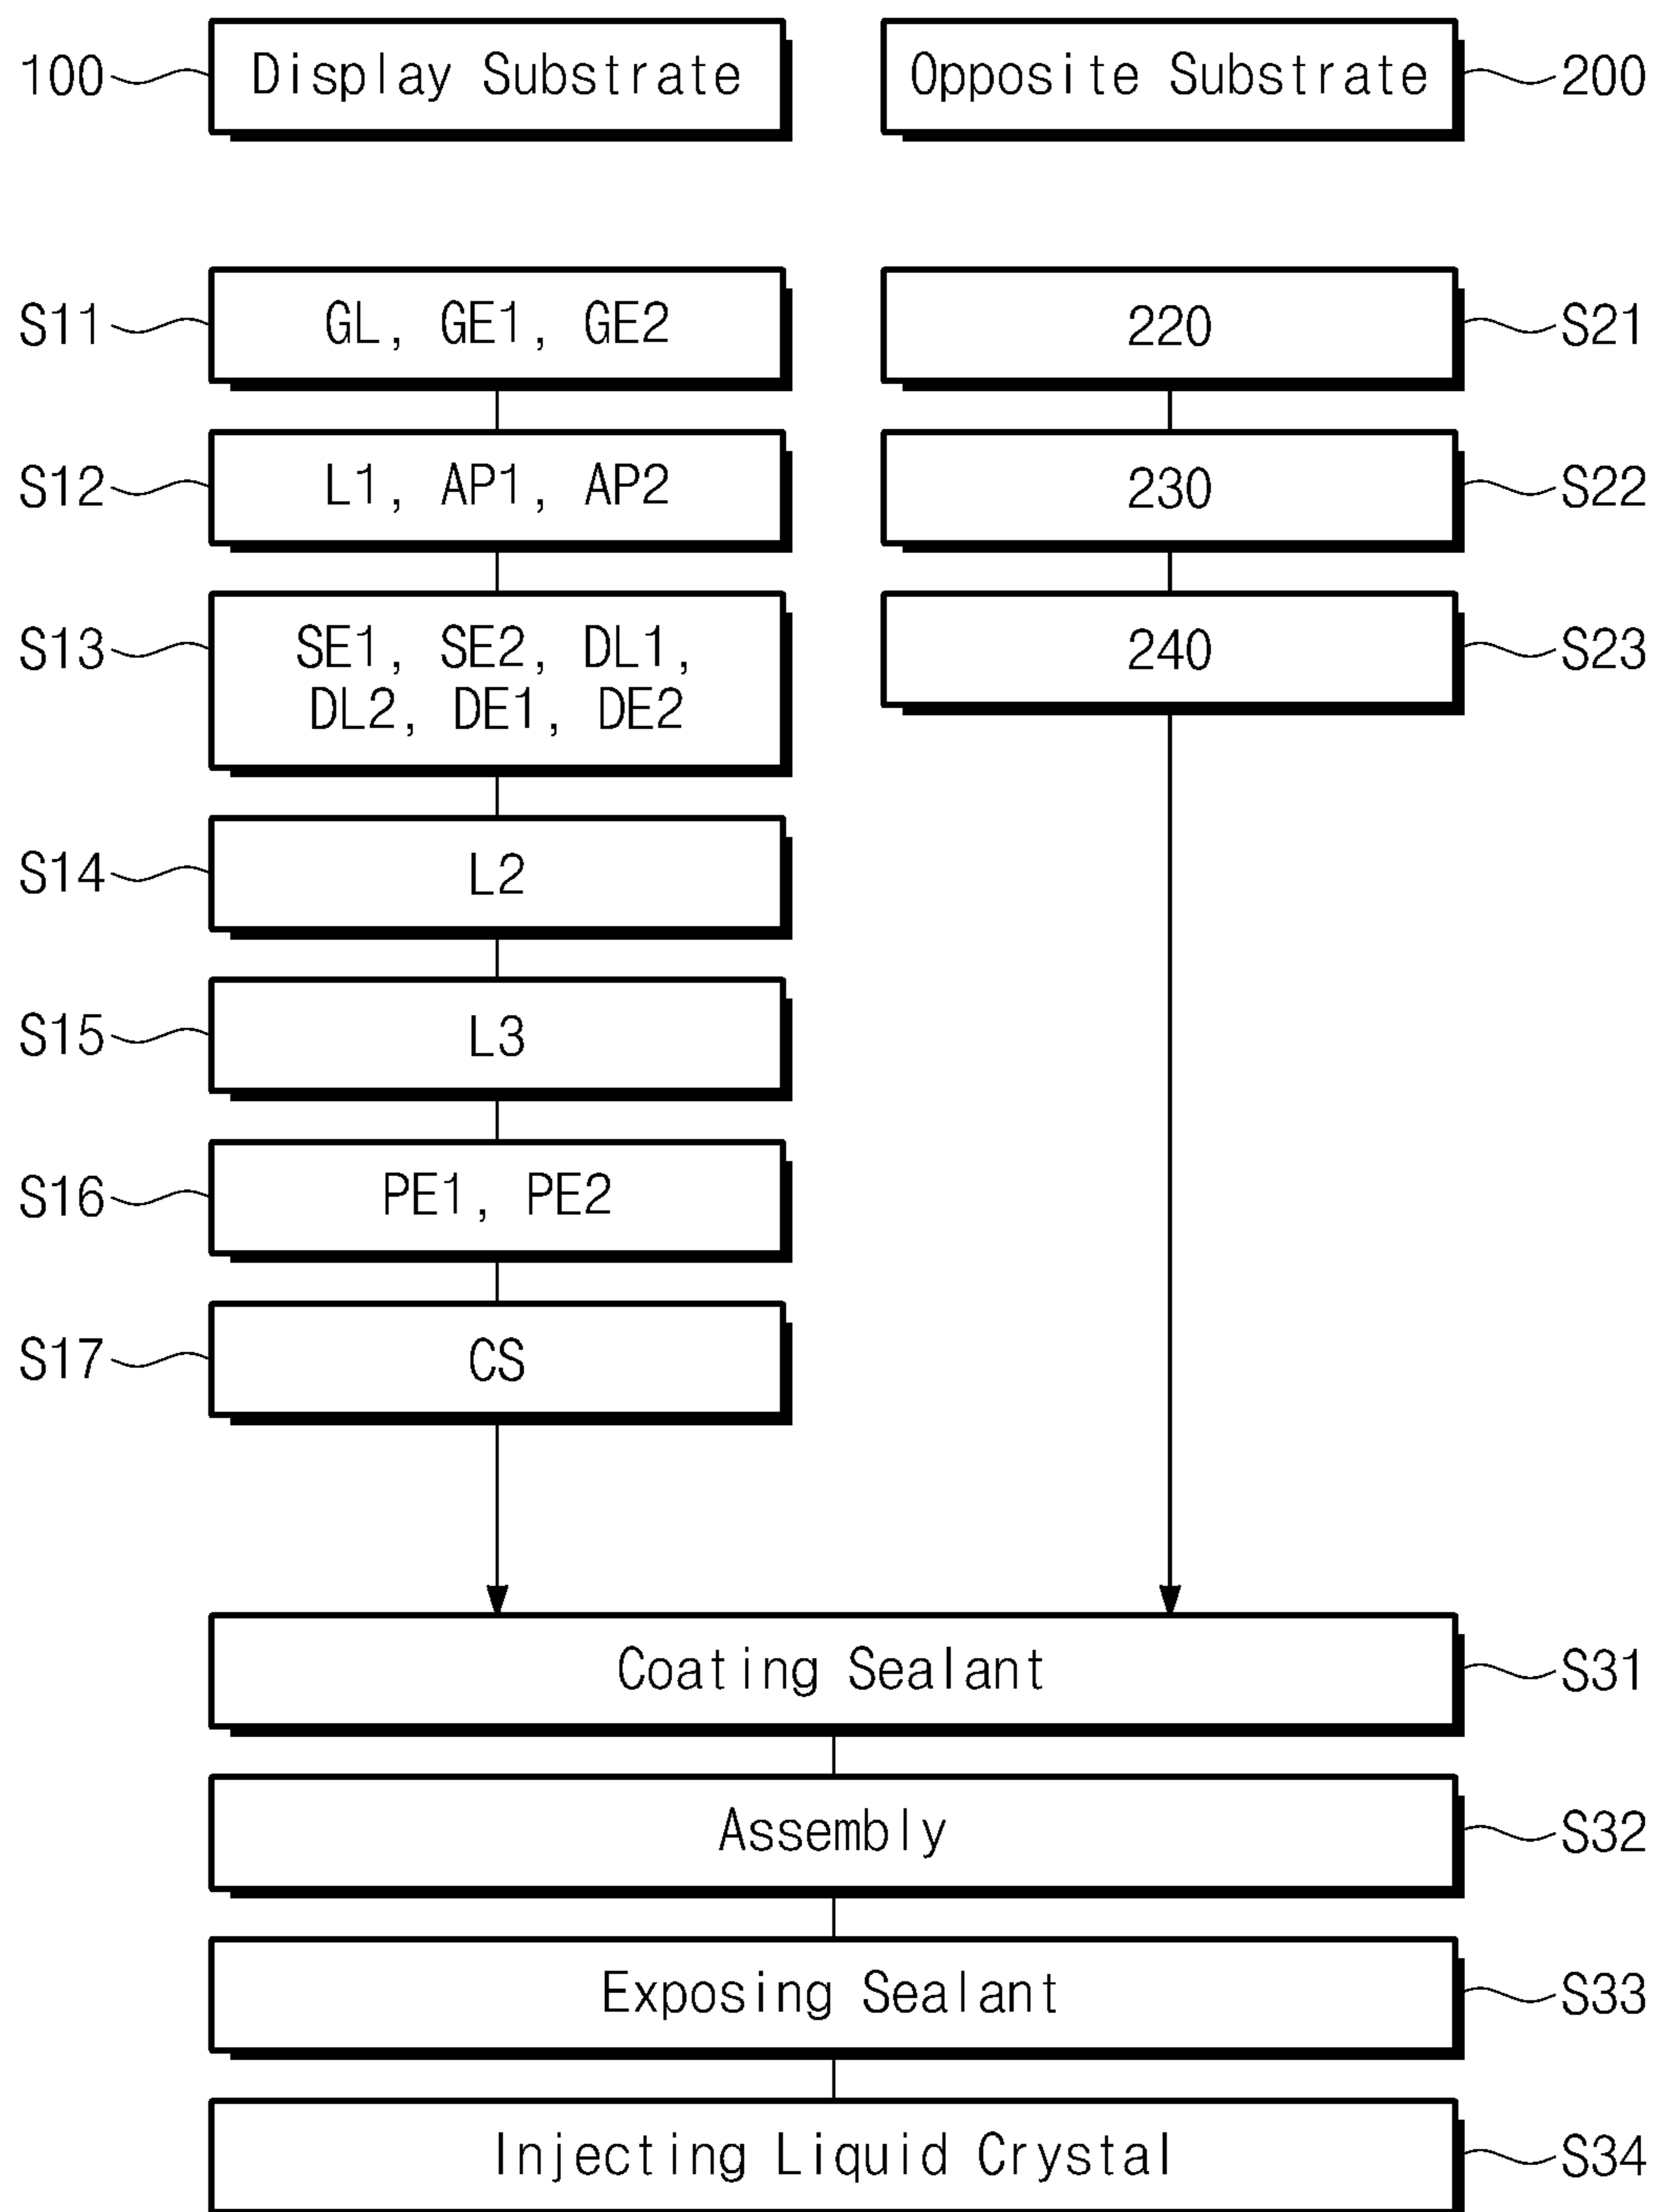 100 Display Substrate Opposite Substrate 200
S11 GL, GE1, GE2 220 S21
S12 L1, AP1, AP2 230 S22
S13 SE1, SE2, DL1, 240 S23
DL2, DE1, DE2
S14 L2
S15 L3
S16 PE1, PE2
S17 CS
Coating Sealant S31
Assembly S32
Exposing Sealant S33
Injecting Liquid Crystal S34